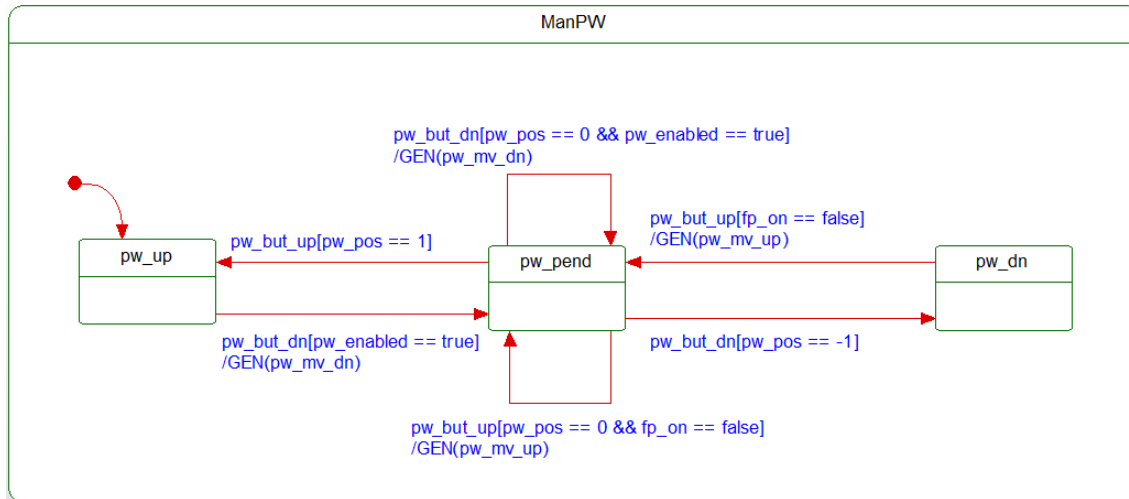 ManPW
pw_but_dn[pw_pos == 0 && pw_enabled == true]
/GEN(pw_mv_dn)
pw_but_up[fp_on == false]
/GEN(pw_mv_up)
pw_but_up[pw_pos == 1]
pw_up
pw_pend
pw_dn
pw_but_dn[pw_enabled == true]
/GEN(pw_mv_dn)
pw_but_dn[pw_pos == -1]
pw_but_up[pw_pos == 0 && fp_on == false]
/GEN(pw_mv_up)